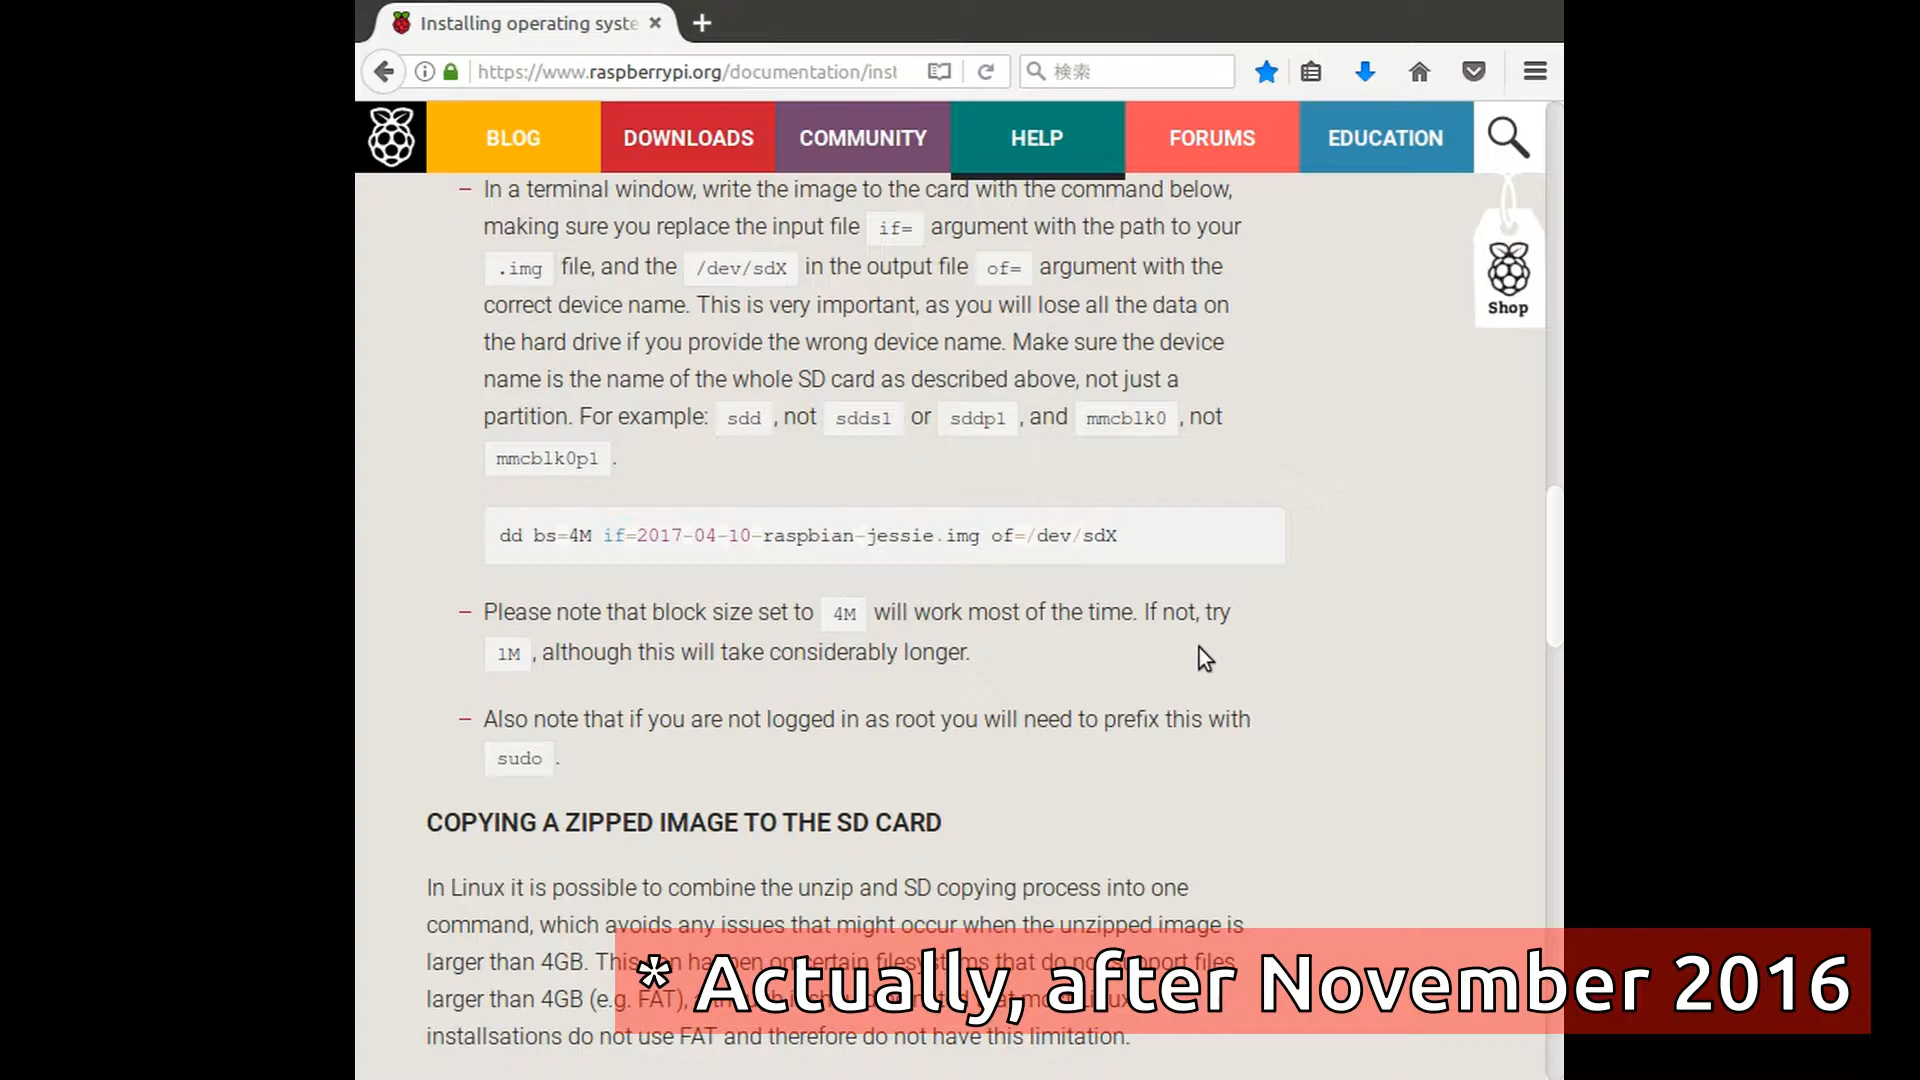 Installing operating syste
https://www.raspberrypi.org/documentation/inst
検索
BLOG
DOWNLOADS
COMMUNITY
HELP
FORUMS
EDUCATION
Shop
– In a terminal window, write the image to the card with the command below,
making sure you replace the input file if= argument with the path to your
.img file, and the /dev/sdX in the output file of= argument with the
correct device name. This is very important, as you will lose all the data on
the hard drive if you provide the wrong device name. Make sure the device
name is the name of the whole SD card as described above, not just a
partition. For example: sdd , not sdds1 or sddp1 , and mmcblk0 , not
mmcblk0p1 .
dd bs=4M if=2017-04-10-raspbian-jessie.img of=/dev/sdX
– Please note that block size set to 4M will work most of the time. If not, try
1M , although this will take considerably longer.
– Also note that if you are not logged in as root you will need to prefix this with
sudo .
COPYING A ZIPPED IMAGE TO THE SD CARD
In Linux it is possible to combine the unzip and SD copying process into one
command, which avoids any issues that might occur when the unzipped image is
larger than 4GB. This can happen on certain filesystems that do not support files
larger than 4GB (e.g. FAT),
installsations do not use FAT and therefore do not have this limitation.
* Actually, after November 2016